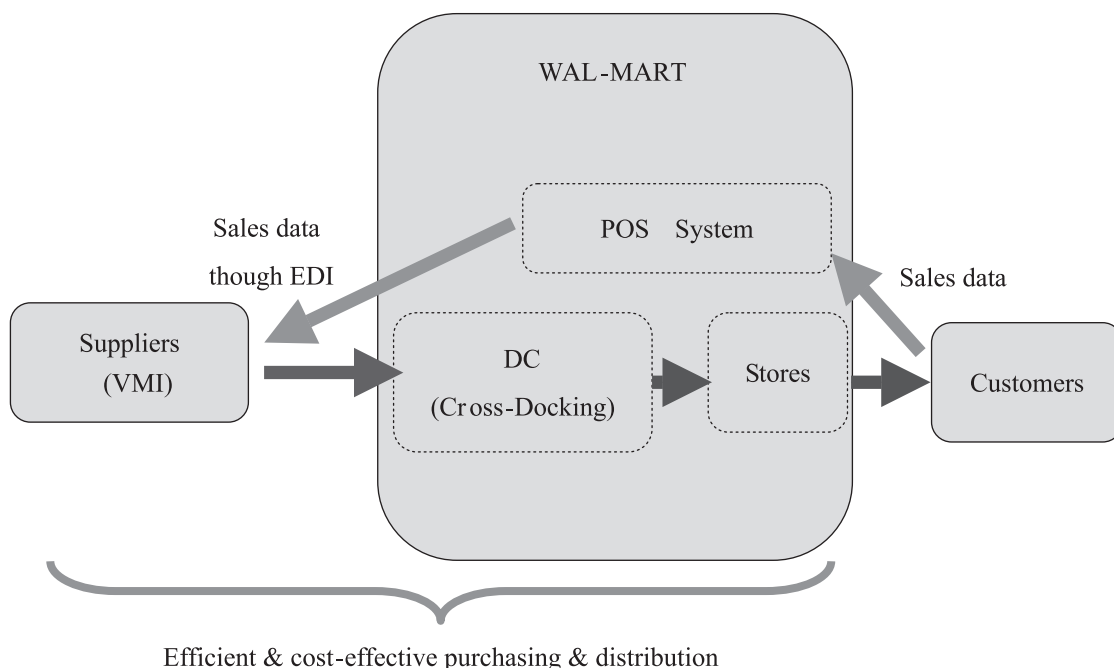 WAL-MART
POS System
Sales data
though EDI
Sales data
Suppliers
(VMI)
DC
(Cross-Docking)
Stores
Customers
Efficient & cost-effective purchasing & distribution